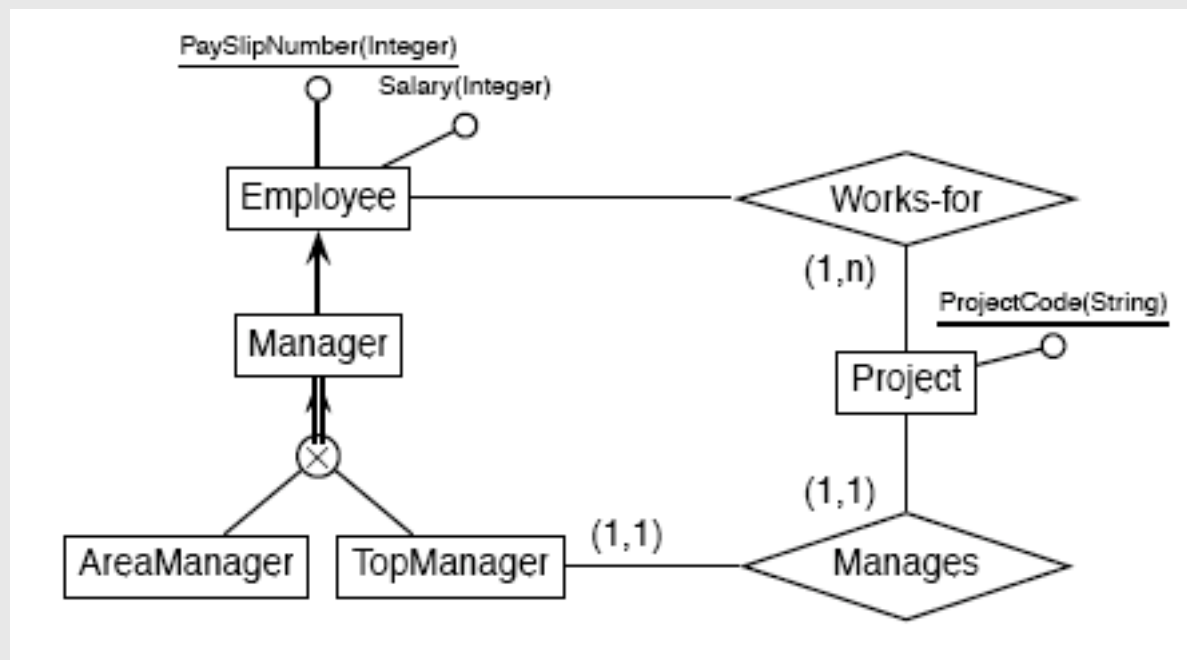 PaySlipNumber(Integer)
Salary(Integer)
Employee
Works-for
(1,n)
ProjectCode(String)
Manager
Project
(1,1)
(1,1)
AreaManager
TopManager
Manages